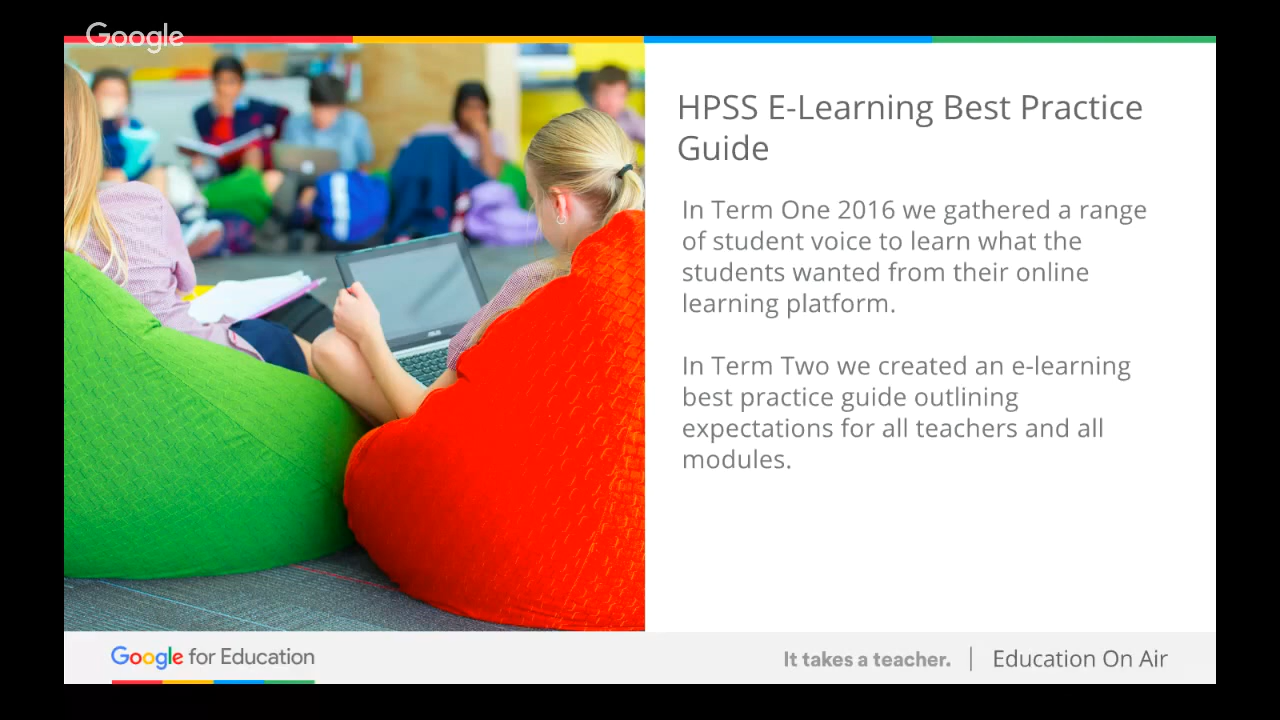 Google
HPSS E-Learning Best Practice
Guide
In Term One 2016 we gathered a range
of student voice to learn what the
students wanted from their online
learning platform.
In Term Two we created an e-learning
best practice guide outlining
expectations for all teachers and all
modules.
ASUS
Google for Education
It takes a teacher. | Education On Air